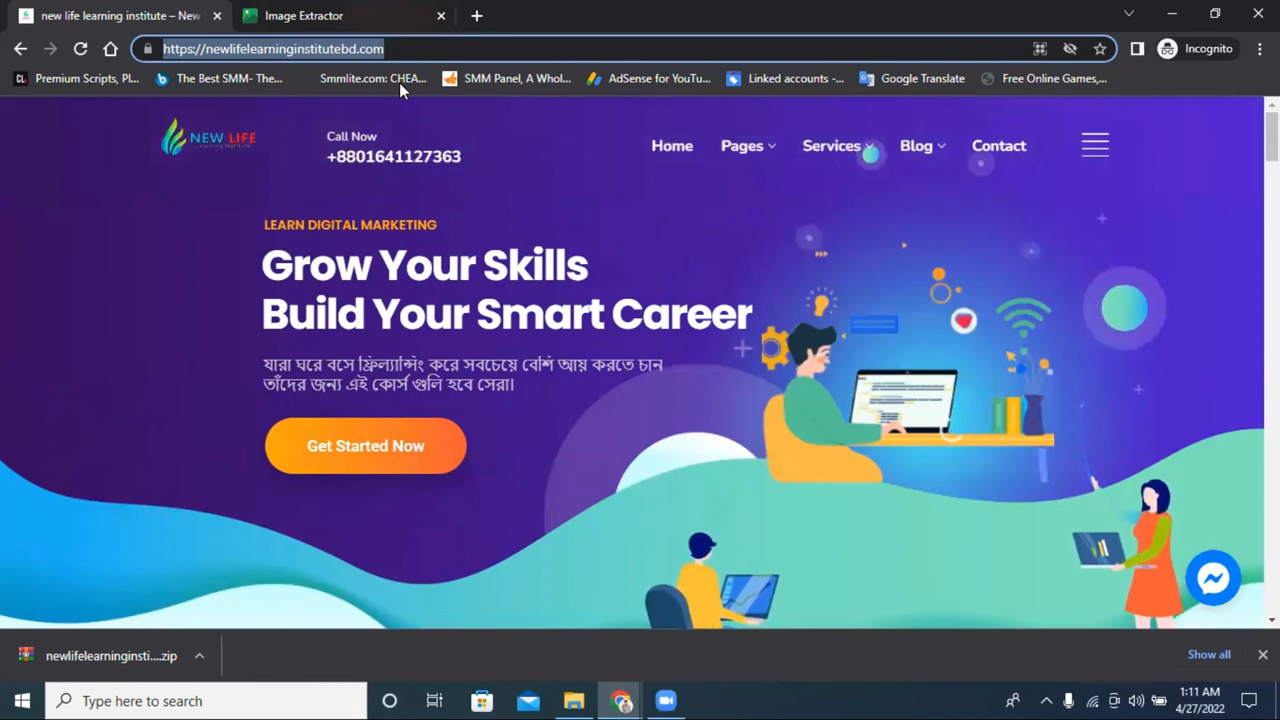 new life learning institute – New
Image Extractor
https://newlifelearninginstitutebd.com
Incognito
Premium Scripts, Pl...
The Best SMM- The...
Smmlite.com: CHEA...
SMM Panel, A Whol...
AdSense for YouTu...
Linked accounts -...
Google Translate
Free Online Games,...
NEW LIFE
Learning Institute
Call Now
+8801641127363
Home
Pages
Services
Blog
Contact
LEARN DIGITAL MARKETING
Grow Your Skills
Build Your Smart Career
যারা ঘরে বসে ফ্রিল্যান্সিং করে সবচেয়ে বেশি আয় করতে চান
তাঁদের জন্য এই কোর্স গুলি হবে সেরা।
Get Started Now
newlifelearninginsti....zip
Show all
Type here to search
1:11 AM
4/27/2022